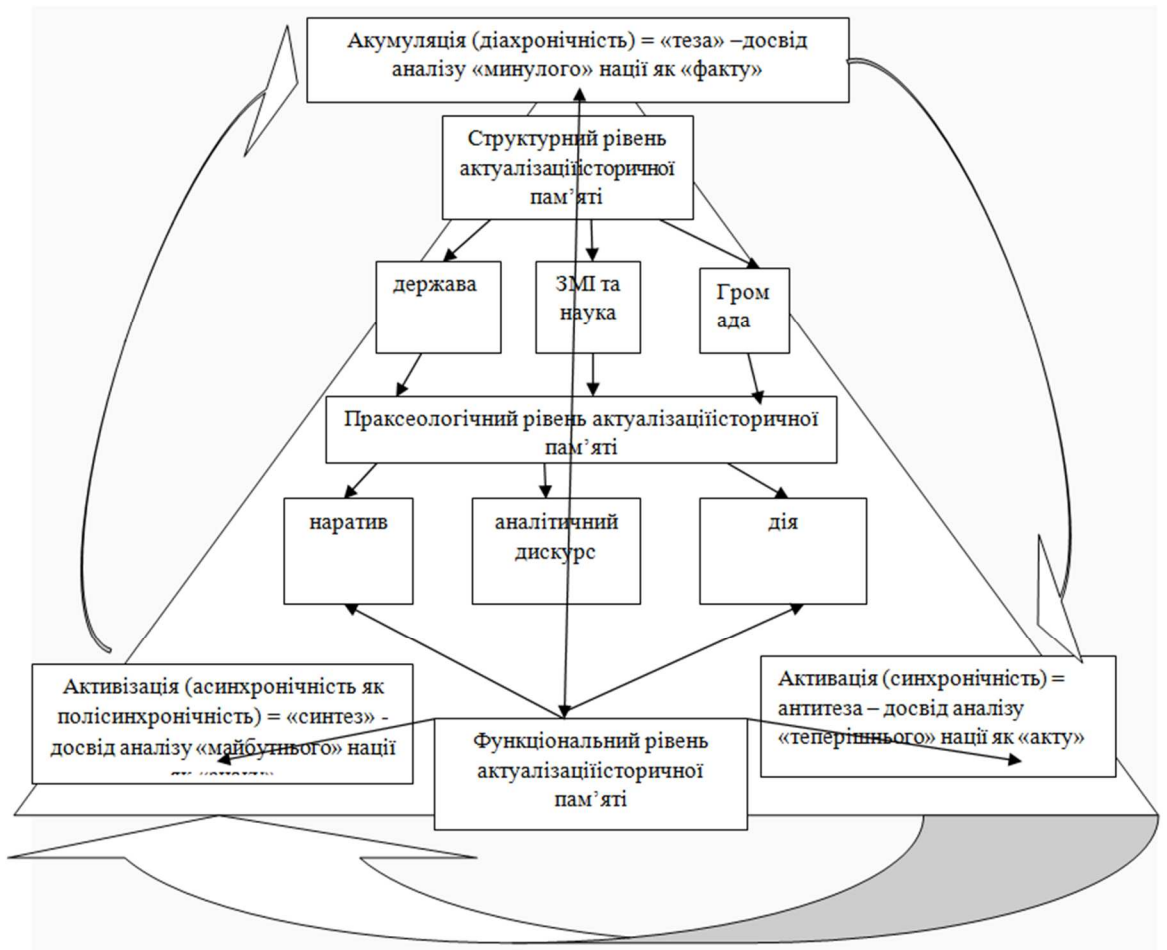 Акумуляція (діахронічність) = «теза» –досвід
аналізу «минулого» нації як «факту»
Структурний рівень
актуалізаціїісторичної
пам’яті
держава
ЗМІ та
наука
Гром
ада
Праксеологічний рівень актуалізаціїісторичної
пам’яті
наратив
аналітичний
дискурс
дія
Активізація (асинхронічність як
полісинхронічність) = «синтез» -
досвід аналізу «майбутнього» нації
Активація (синхронічність) =
антитеза – досвід аналізу
«теперішнього» нації як «акту»
Функціональний рівень
актуалізаціїісторичної
пам’яті